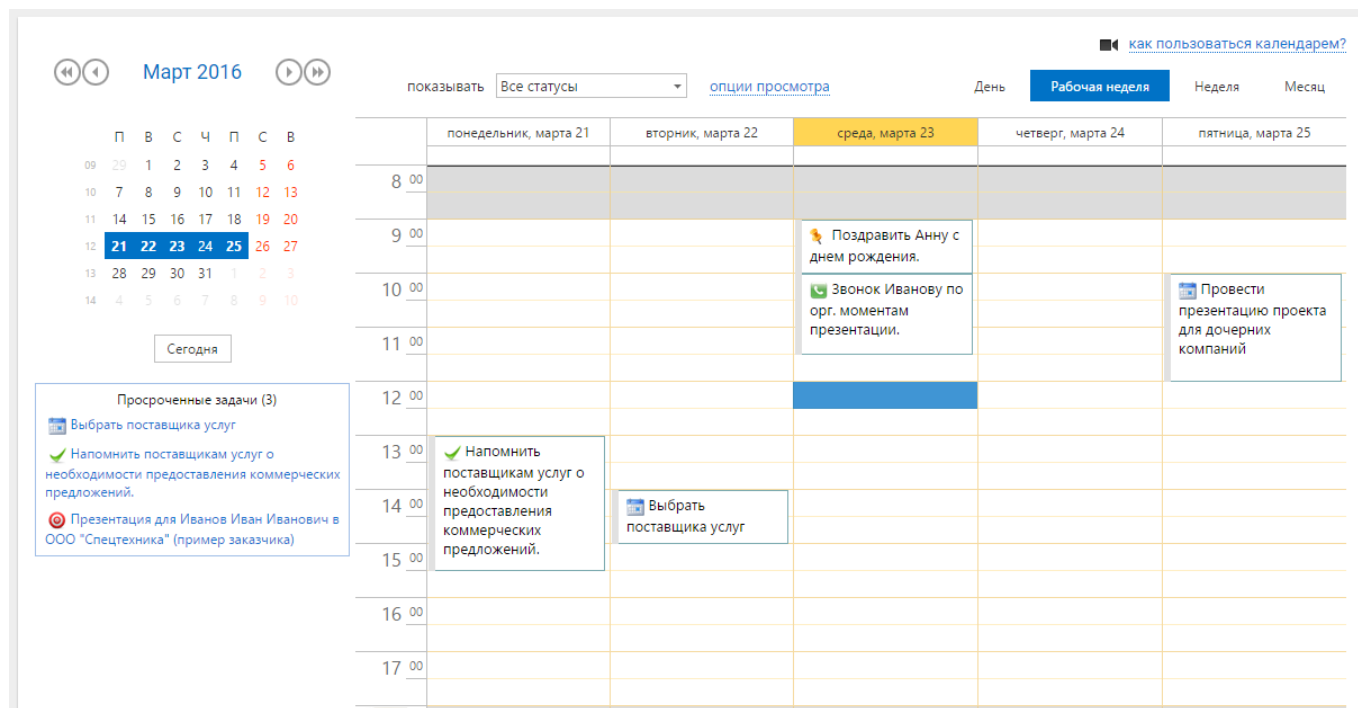 как пользоваться календарем?
Март 2016
показывать Все статусы опции просмотра День Рабочая неделя Неделя Месяц
П В С Ч П С В
09 29 1 2 3 4 5 6
10 7 8 9 10 11 12 13
11 14 15 16 17 18 19 20
12 21 22 23 24 25 26 27
13 28 29 30 31 1 2 3
14 4 5 6 7 8 9 10
Сегодня
Просроченные задачи (3)
Выбрать поставщика услуг
Напомнить поставщикам услуг о
необходимости предоставления коммерческих
предложений.
Презентация для Иванов Иван Иванович в
ООО "Спецтехника" (пример заказчика)
понедельник, марта 21 вторник, марта 22 среда, марта 23 четверг, марта 24 пятница, марта 25
8 00
9 00
10 00
11 00
12 00
13 00
14 00
15 00
16 00
17 00
Напомнить
поставщикам услуг о
необходимости
предоставления
коммерческих
предложений.
Выбрать
поставщика услуг
Поздравить Анну с
днем рождения.
Звонок Иванову по
орг. моментам
презентации.
Провести
презентацию проекта
для дочерних
компаний